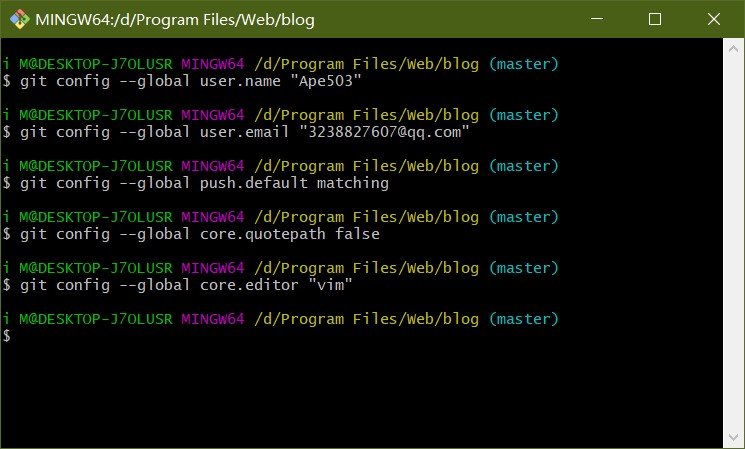 MINGW64:/d/Program Files/Web/blog
i M@DESKTOP-J7OLUSR MINGW64 /d/Program Files/Web/blog (master)
$ git config --global user.name "Ape503"
i M@DESKTOP-J7OLUSR MINGW64 /d/Program Files/Web/blog (master)
$ git config --global user.email "3238827607@qq.com"
i M@DESKTOP-J7OLUSR MINGW64 /d/Program Files/Web/blog (master)
$ git config --global push.default matching
i M@DESKTOP-J7OLUSR MINGW64 /d/Program Files/Web/blog (master)
$ git config --global core.quotepath false
i M@DESKTOP-J7OLUSR MINGW64 /d/Program Files/Web/blog (master)
$ git config --global core.editor "vim"
i M@DESKTOP-J7OLUSR MINGW64 /d/Program Files/Web/blog (master)
$